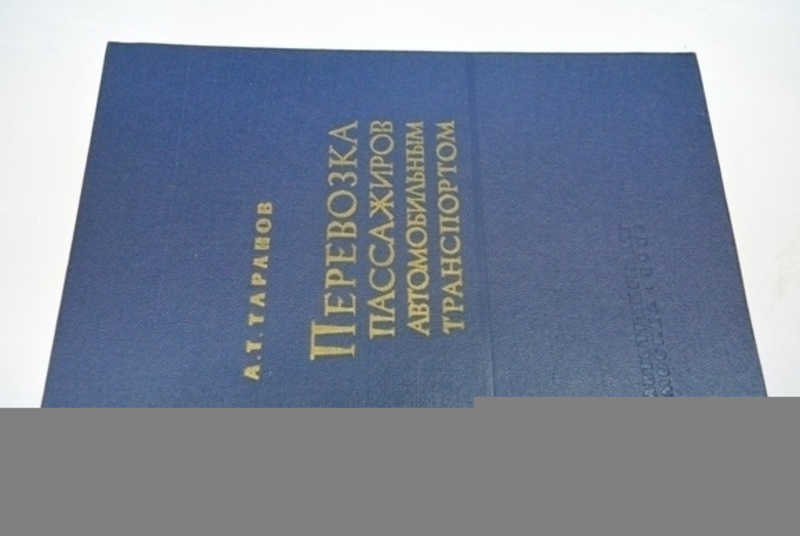 А.Т.ТАРАНОВ
ПЕРЕВОЗКА
ПАССАЖИРОВ
АВТОМОБИЛЬНЫМ
ТРАНСПОРТОМ